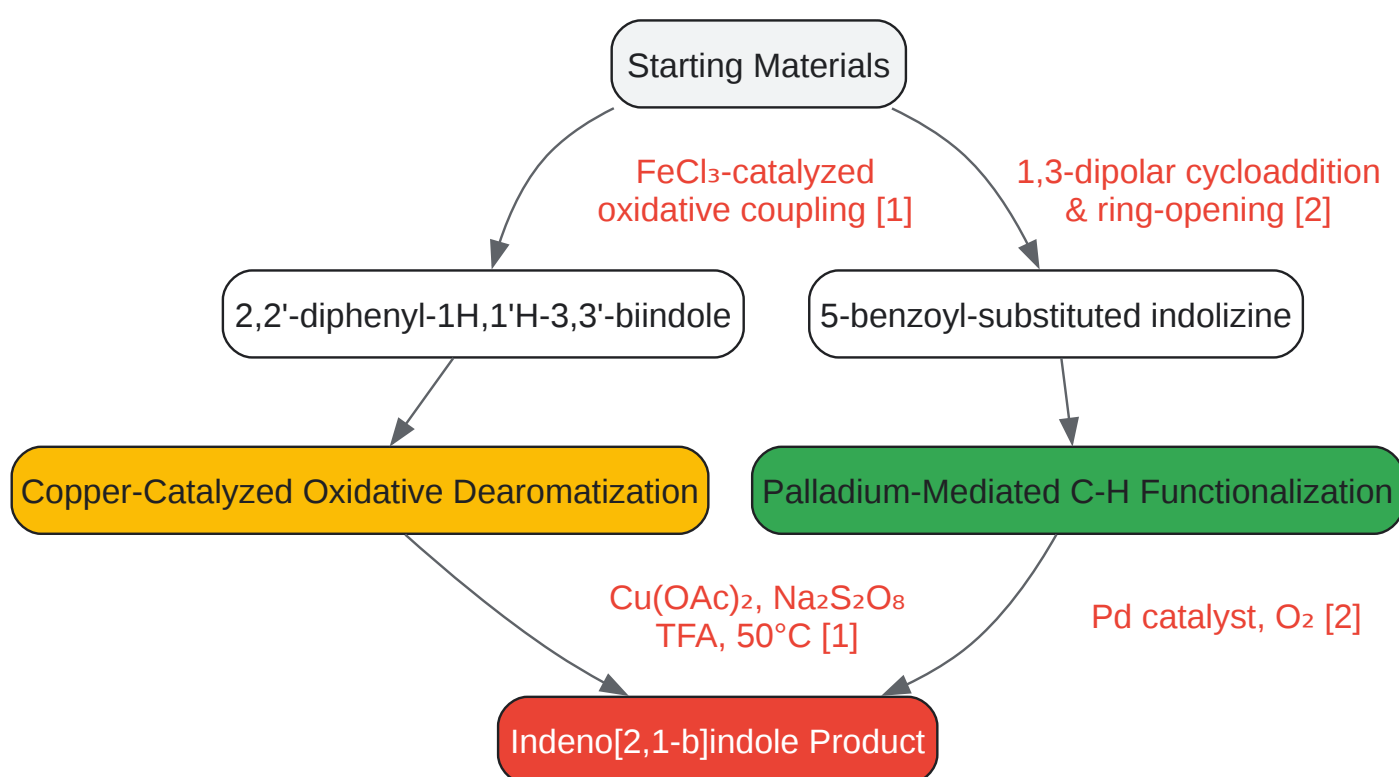 Starting Materials
FeCl₃-catalyzed
oxidative coupling [1]
1,3-dipolar cycloaddition
& ring-opening [2]
2,2'-diphenyl-1H,1'H-3,3'-biindole
5-benzoyl-substituted indolizine
Copper-Catalyzed Oxidative Dearomatization
Palladium-Mediated C-H Functionalization
Cu(OAc)₂, Na₂S₂O₈
TFA, 50°C [1]
Pd catalyst, O₂ [2]
Indeno[2,1-b]indole Product